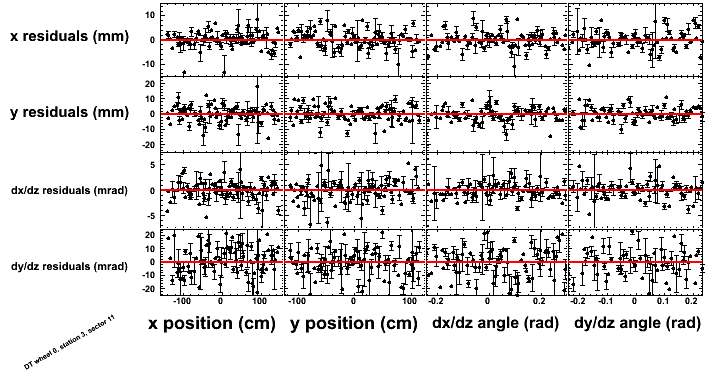 x residuals (mm)
10
0
-10
y residuals (mm)
20
10
0
-10
-20
dx/dz residuals (mrad)
5
0
-5
dy/dz residuals (mrad)
20
10
0
-10
-20
-100 0 100 -100 0 100 -0.2 0 0.2 -0.2 -0.1 0 0.1 0.2
x position (cm) y position (cm) dx/dz angle (rad) dy/dz angle (rad)
DT wheel 0, station 3, sector 11